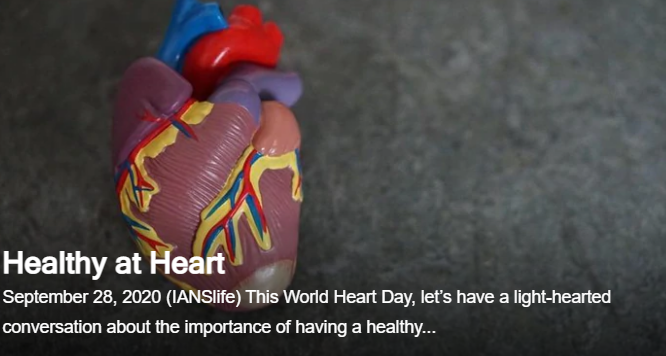 Healthy at Heart
September 28, 2020 (IANSlife) This World Heart Day, let’s have a light-hearted
conversation about the importance of having a healthy...